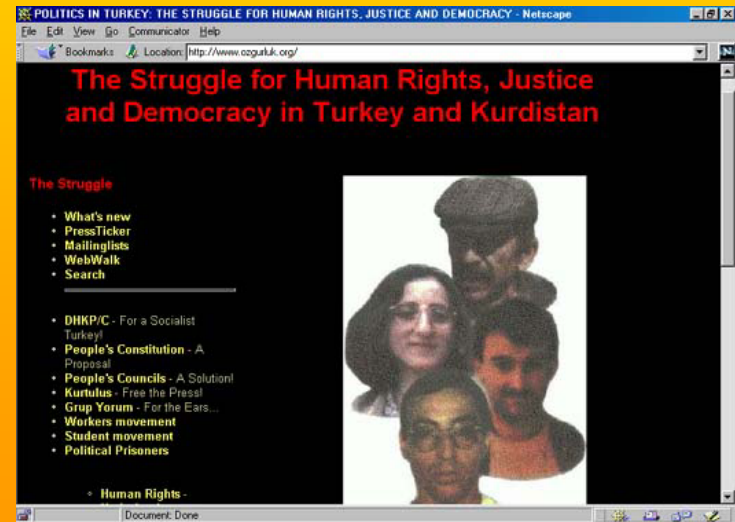 POLITICS IN TURKEY: THE STRUGGLE FOR HUMAN RIGHTS, JUSTICE AND DEMOCRACY - Netscape
File Edit View Go Communicator Help
Bookmarks Location: http://www.ozgurluk.org/
The Struggle for Human Rights, Justice
and Democracy in Turkey and Kurdistan
The Struggle
• What's new
• PressTicker
• Mailinglists
• WebWalk
• Search
• DHKP/C - For a Socialist
Turkey!
• People's Constitution - A
Proposal
• People's Councils - A Solution!
• Kurtulus - Free the Press!
• Grup Yorum - For the Ears...
• Workers movement
• Student movement
• Political Prisoners
◦ Human Rights -
Document: Done